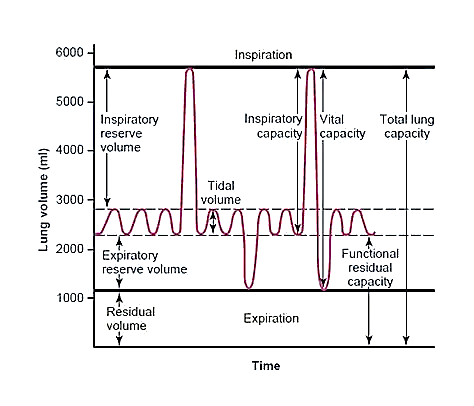 6000
Inspiration
5000
Inspiratory
reserve
volume
Inspiratory
capacity
Vital
capacity
Total lung
capacity
4000
Lung volume (ml)
3000
Tidal
volume
2000
Expiratory
reserve volume
Functional
residual
capacity
1000
Residual
volume
Expiration
Time